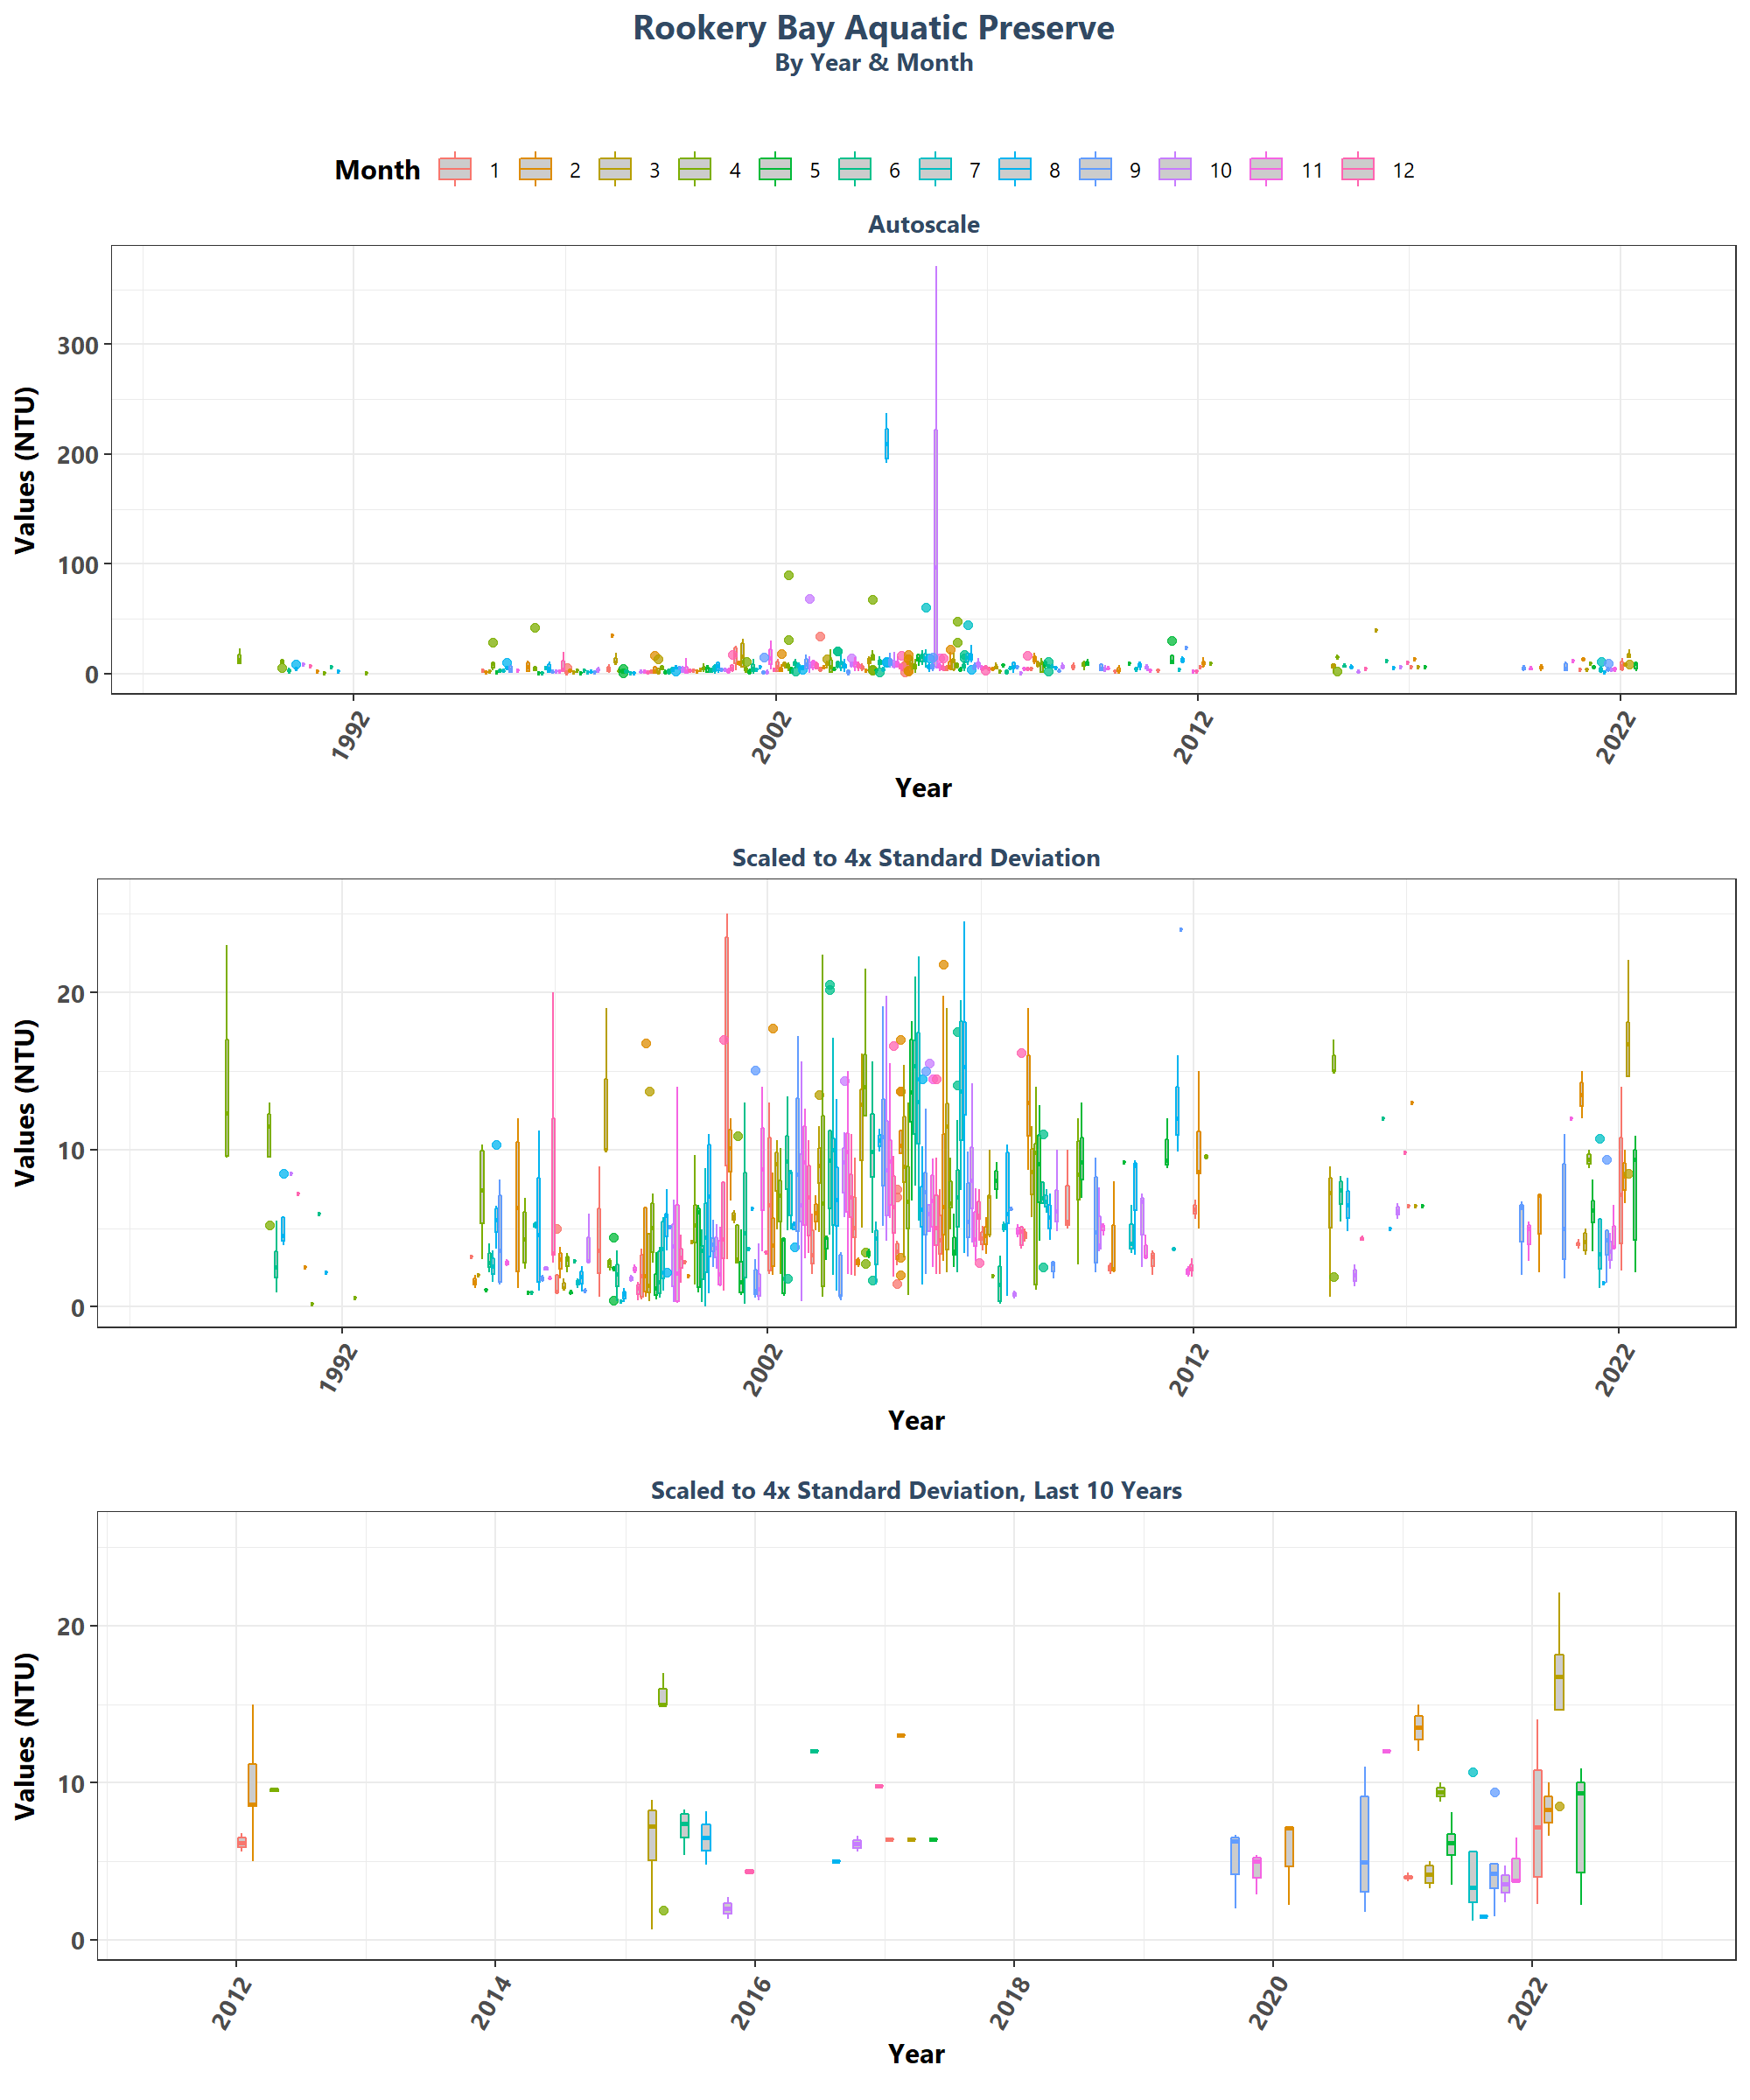 Rookery Bay Aquatic Preserve
By Year & Month
Month 1 2 3 4 5 6 7 8 9 10 11 12
Autoscale
Values (NTU)
300
200
100
0
1992 2002 2012 2022
Year
Scaled to 4x Standard Deviation
Values (NTU)
20
10
0
1992 2002 2012 2022
Year
Scaled to 4x Standard Deviation, Last 10 Years
Values (NTU)
20
10
0
2012 2014 2016 2018 2020 2022
Year